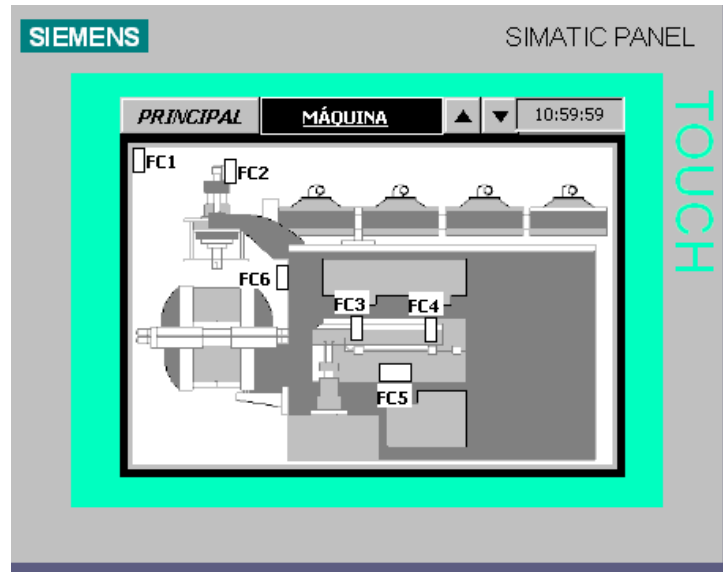 SIEMENS
SIMATIC PANEL
TOUCH
PRINCIPAL
MÁQUINA
10:59:59
FC1
FC2
FC6
FC3
FC4
FC5